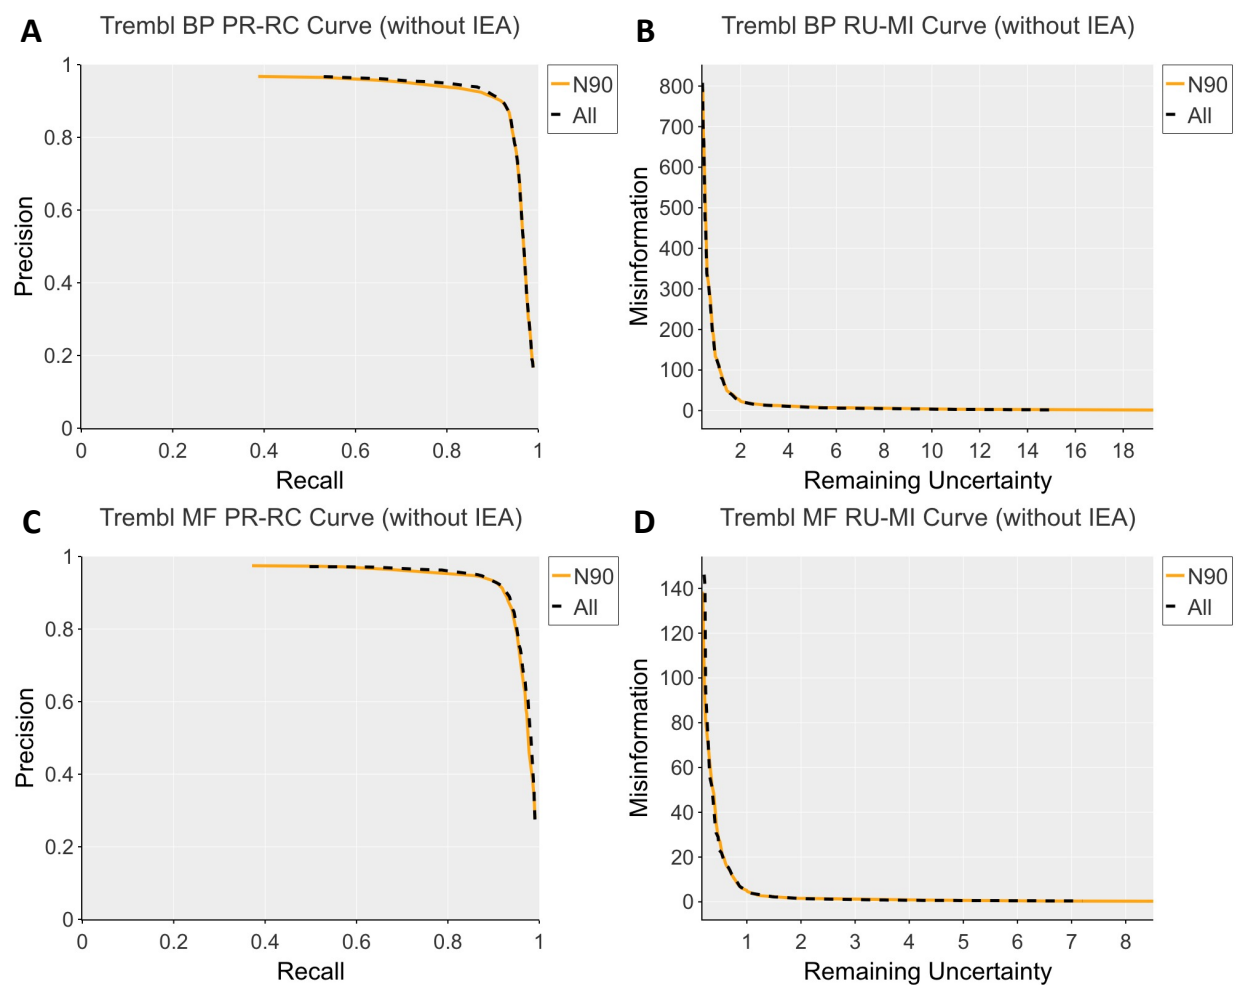 A
Trembl BP PR-RC Curve (without IEA)
1
0.8
0.6
0.4
0.2
0
Precision
0
0.2
0.4
0.6
0.8
1
Recall
N90
All
B
Trembl BP RU-MI Curve (without IEA)
800
700
600
500
400
300
200
100
0
Misinformation
2
4
6
8
10
12
14
16
18
Remaining Uncertainty
N90
All
C
Trembl MF PR-RC Curve (without IEA)
1
0.8
0.6
0.4
0.2
0
Precision
0
0.2
0.4
0.6
0.8
1
Recall
N90
All
D
Trembl MF RU-MI Curve (without IEA)
140
120
100
80
60
40
20
0
Misinformation
1
2
3
4
5
6
7
8
Remaining Uncertainty
N90
All